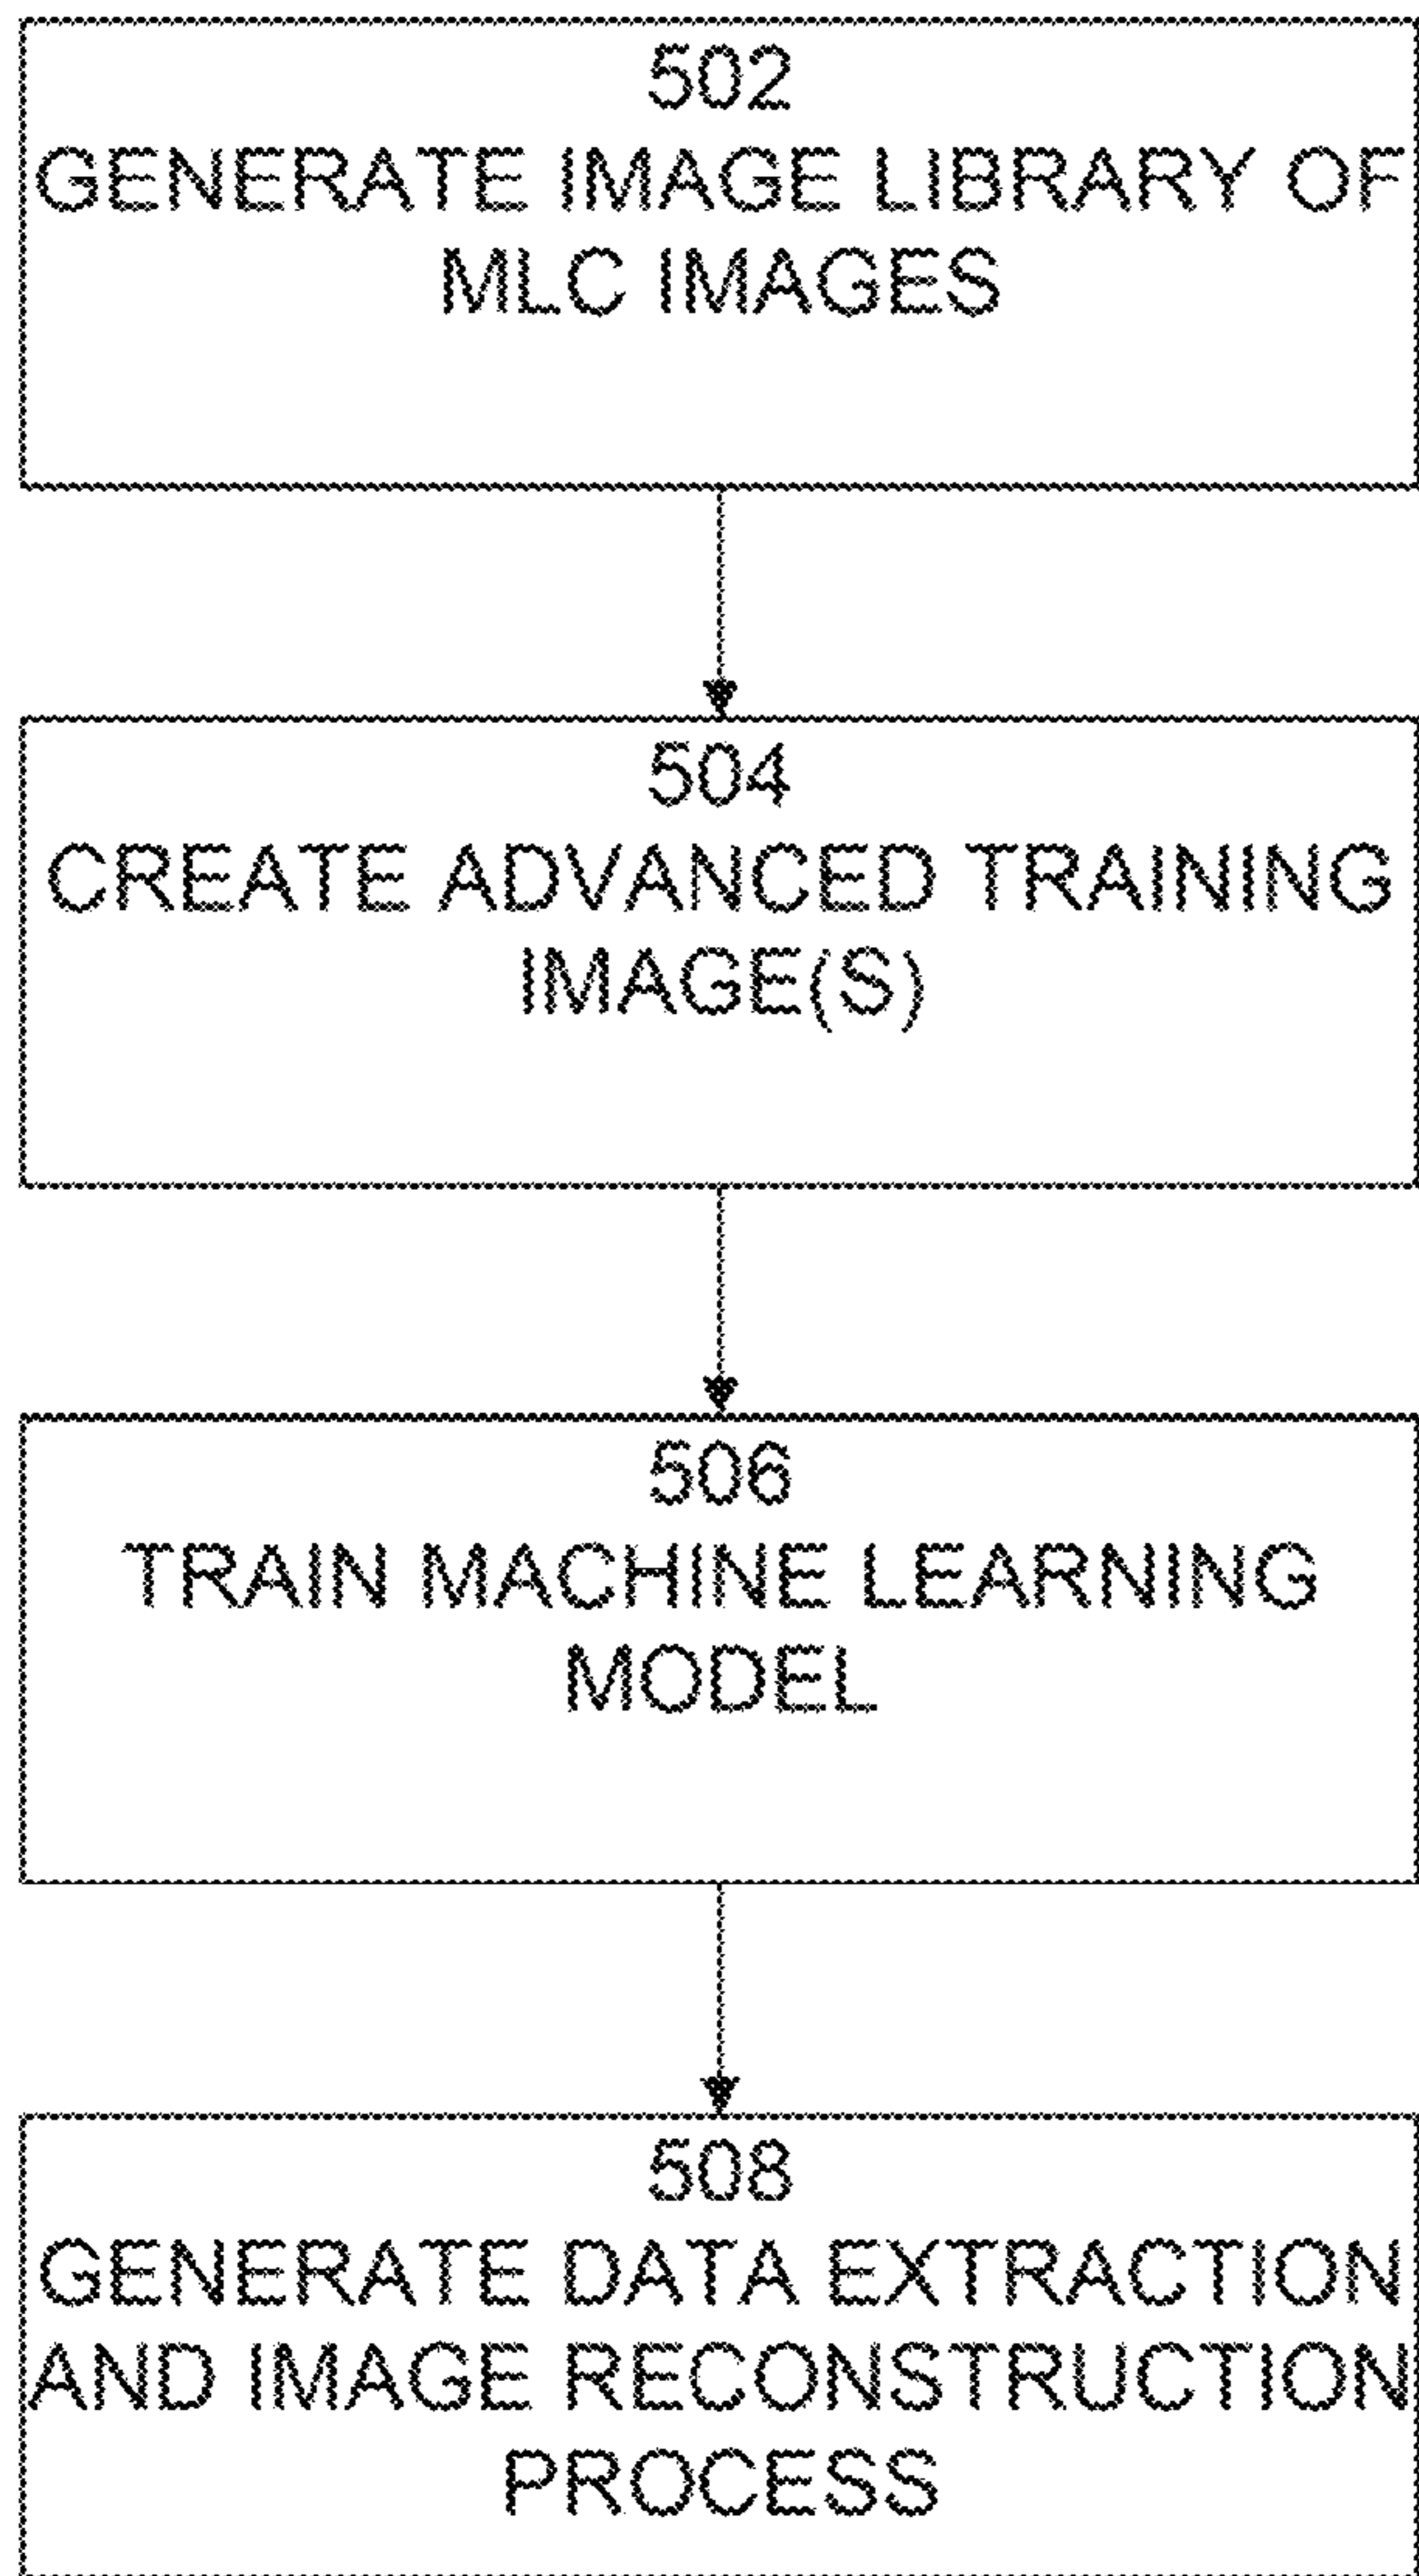 502
GENERATE IMAGE LIBRARY OF
MLC IMAGES
504
CREATE ADVANCED TRAINING
IMAGE(S)
506
TRAIN MACHINE LEARNING
MODEL
508
GENERATE DATA EXTRACTION
AND IMAGE RECONSTRUCTION
PROCESS